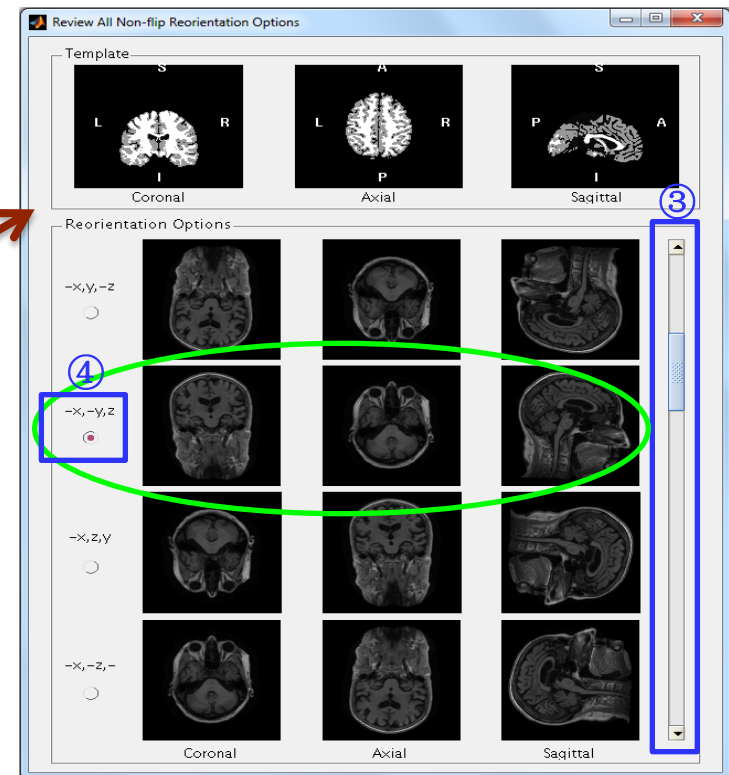 Review All Non-flip Reorientation Options
Template
S A S
L R L R P A
I P I
Coronal Axial Sagittal
③
Reorientation Options
-x,y,-z
④
-x,-y,z
-x,z,y
-x,-z,-
Coronal Axial Sagittal